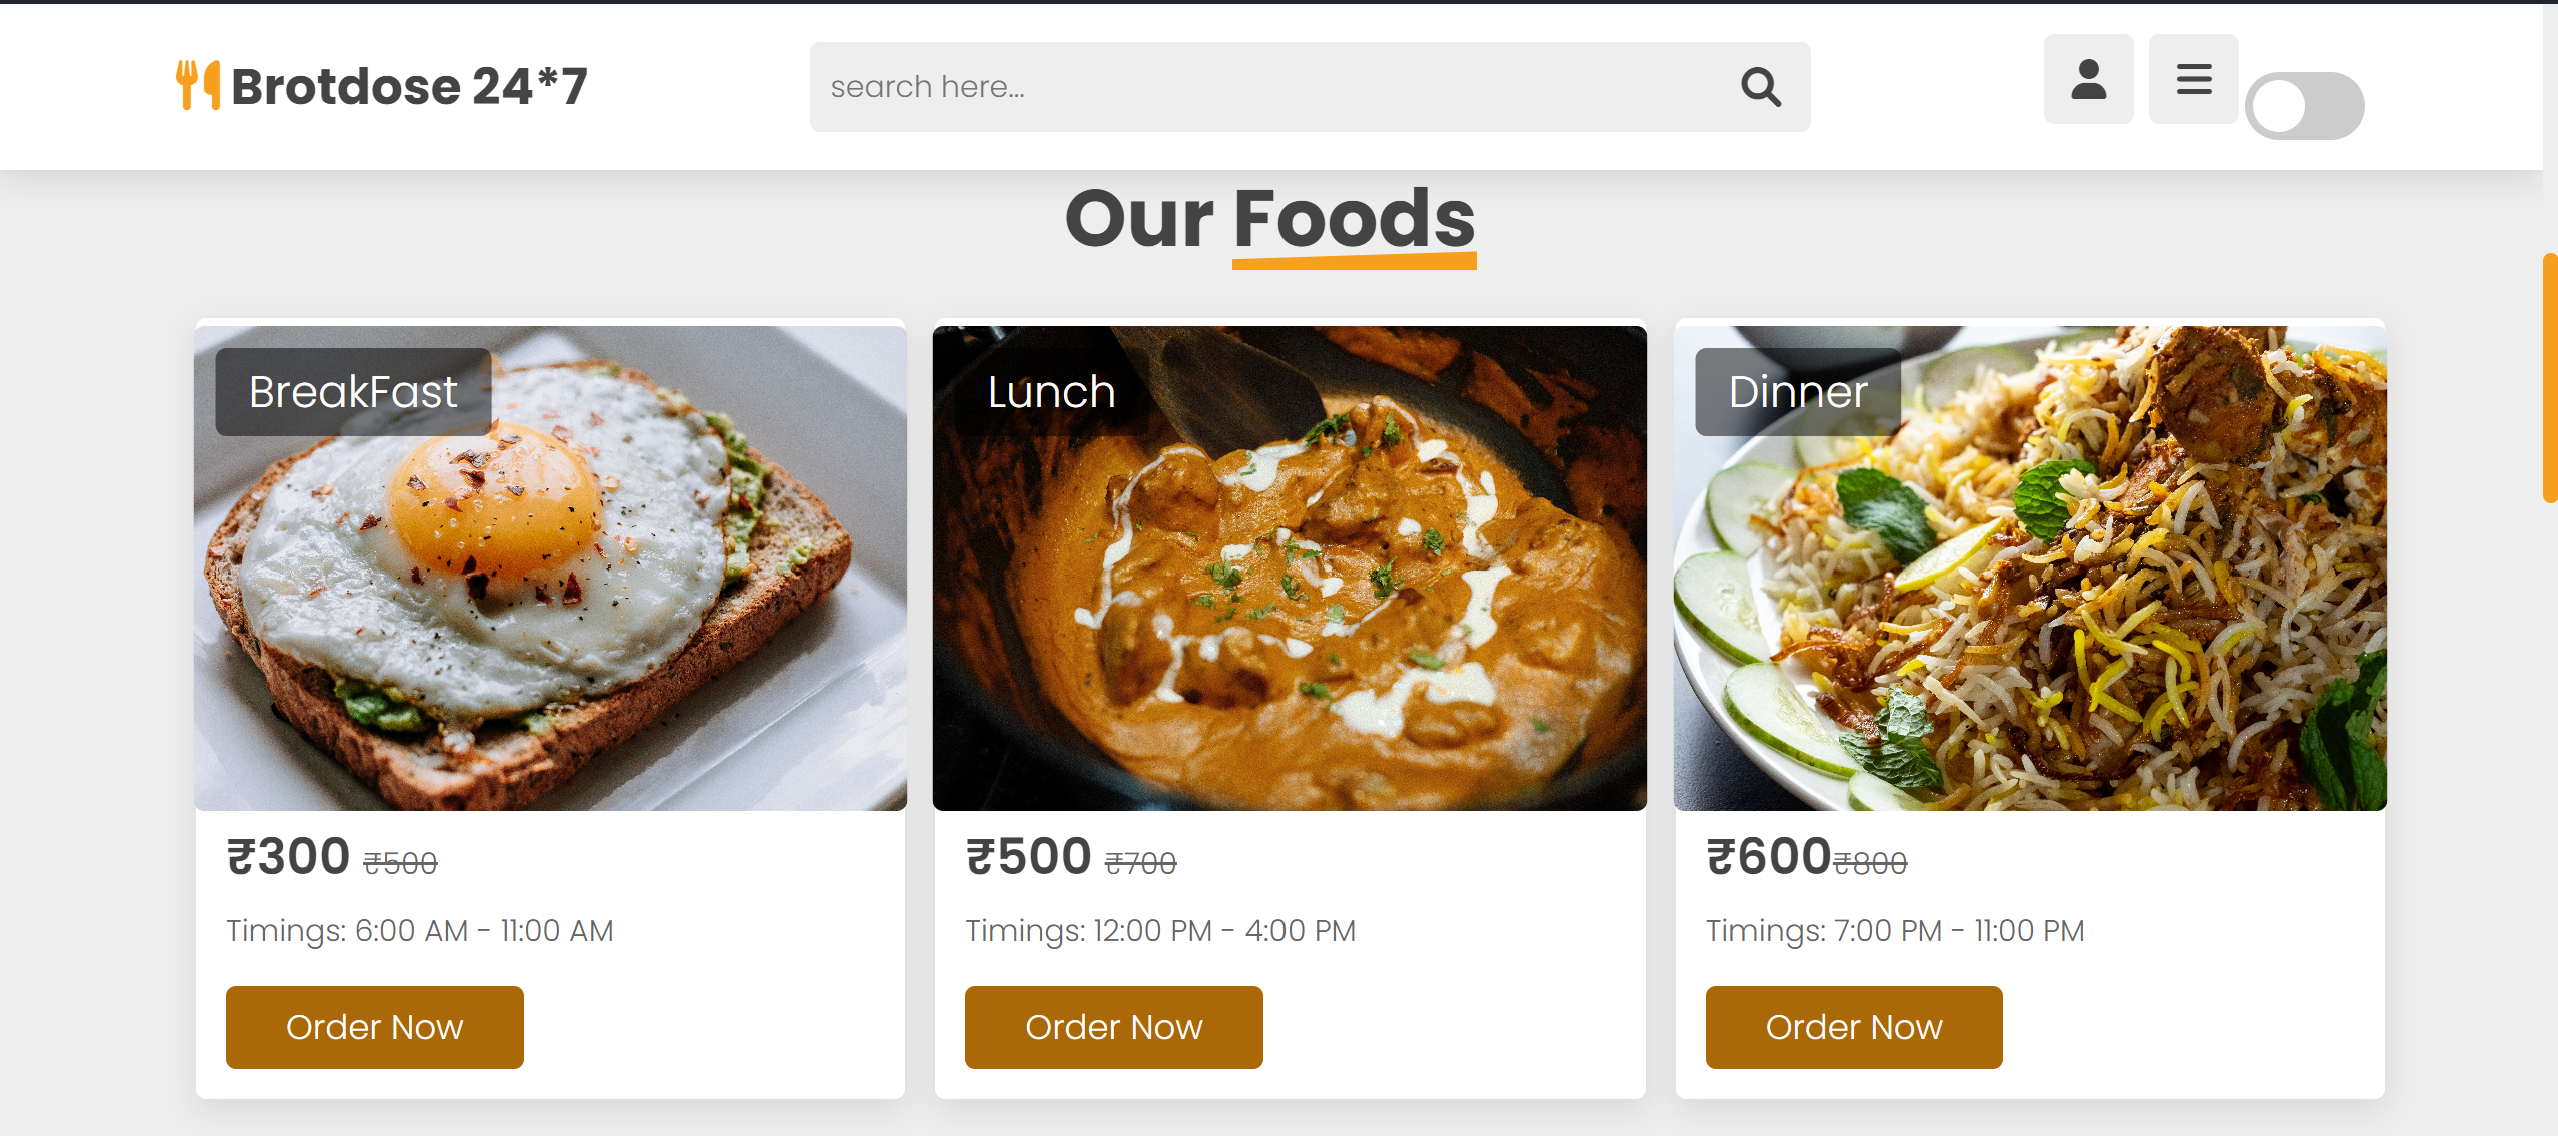 Brotdose 24*7
search here...
Our Foods
BreakFast
Lunch
Dinner
₹300 ₹500
₹500 ₹700
₹600₹800
Timings: 6:00 AM - 11:00 AM
Timings: 12:00 PM - 4:00 PM
Timings: 7:00 PM - 11:00 PM
Order Now
Order Now
Order Now